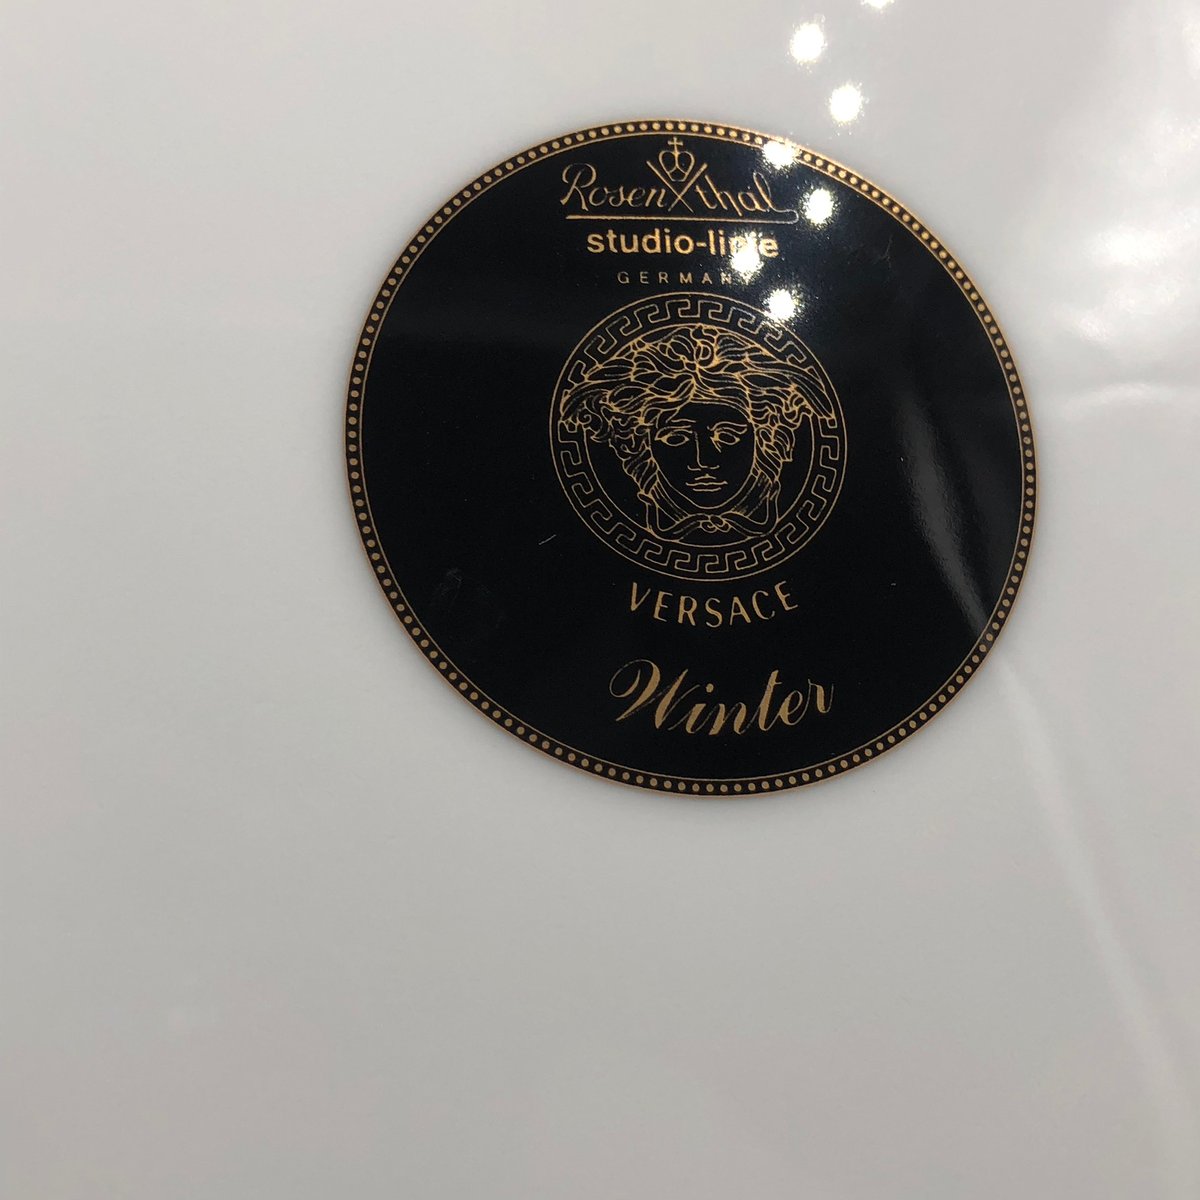 Rosenthal
studio-linie
GERMANY
VERSACE
Winter